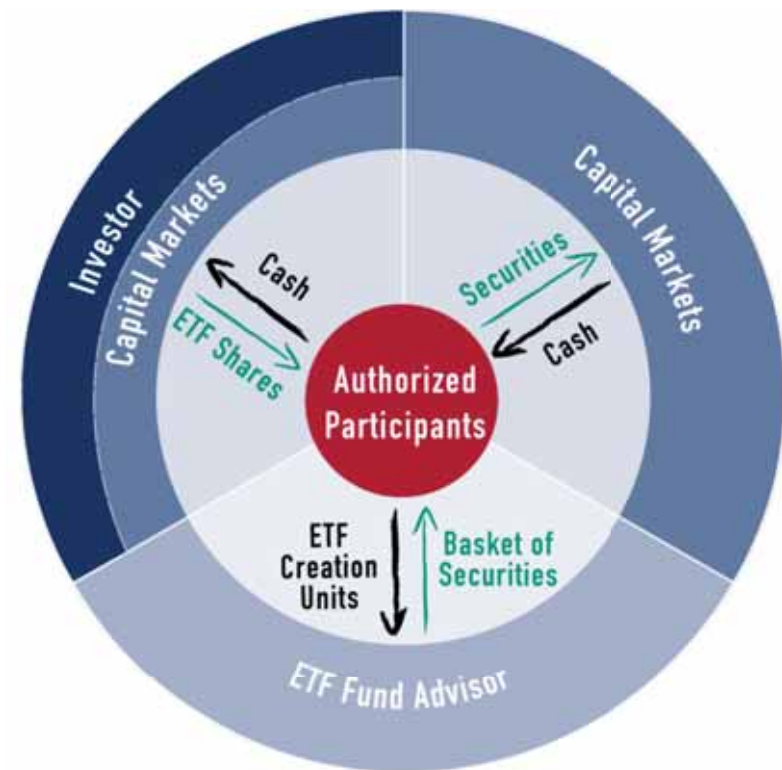 Investor
Capital Markets
Cash
ETF Shares
Capital Markets
Securities
Cash
Authorized
Participants
ETF
Creation
Units
Basket of
Securities
ETF Fund Advisor